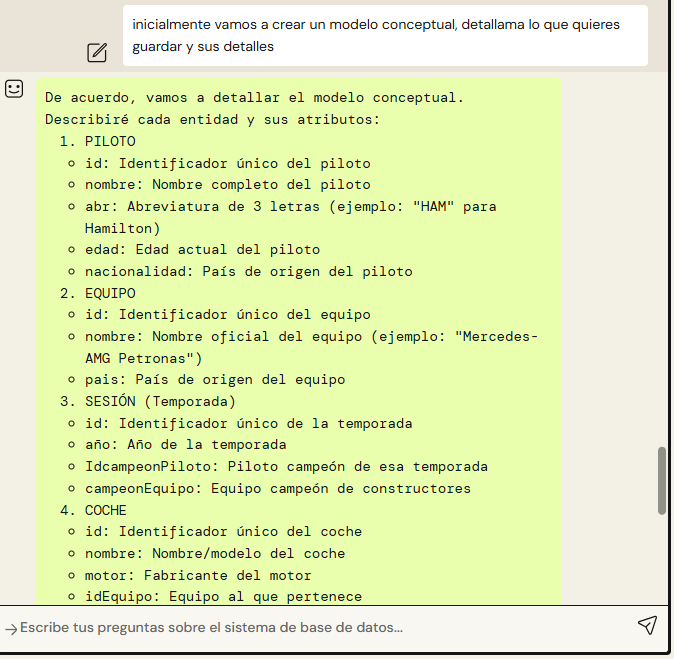 inicialmente vamos a crear un modelo conceptual, detallama lo que quieres
guardar y sus detalles
De acuerdo, vamos a detallar el modelo conceptual.
Describiré cada entidad y sus atributos:
1. PILOTO
id: Identificador único del piloto
nombre: Nombre completo del piloto
abr: Abreviatura de 3 letras (ejemplo: "HAM" para
Hamilton)
edad: Edad actual del piloto
nacionalidad: País de origen del piloto
2. EQUIPO
id: Identificador único del equipo
nombre: Nombre oficial del equipo (ejemplo: "Mercedes-
AMG Petronas")
pais: País de origen del equipo
3. SESIÓN (Temporada)
id: Identificador único de la temporada
año: Año de la temporada
IdcampeonPiloto: Piloto campeón de esa temporada
campeonEquipo: Equipo campeón de constructores
4. COCHE
id: Identificador único del coche
nombre: Nombre/modelo del coche
motor: Fabricante del motor
idEquipo: Equipo al que pertenece
Escribe tus preguntas sobre el sistema de base de datos...